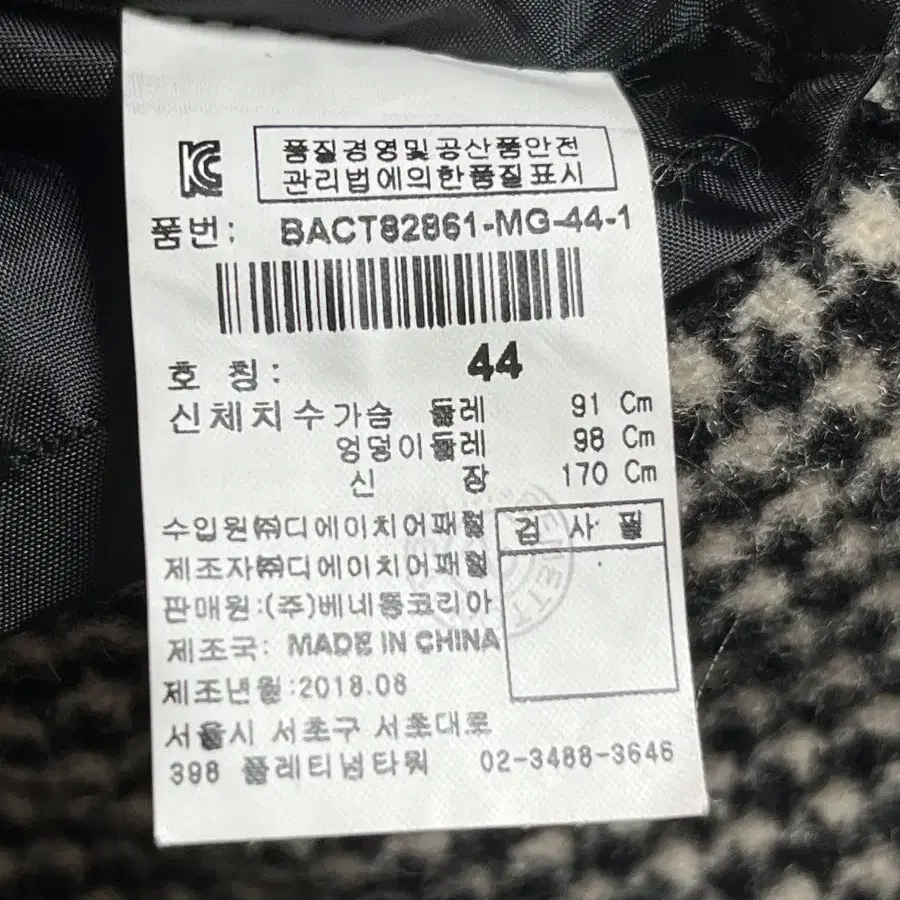 KC
품질경영및공산품안전
관리법에의한품질표시
품번: BACT82861-MG-44-1
호 칭: 44
신체치수가슴 둘레 91 Cm
엉덩이둘레 98 Cm
신 장 170 Cm
수입원㈜디에이치어패럴
검 사 필
제조자㈜디에이치어패럴
판매원:(주)베네통코리아
제조국: MADE IN CHINA
제조년월:2018.08
서울시 서초구 서초대로
398 플레티넘타워 02-3488-3646